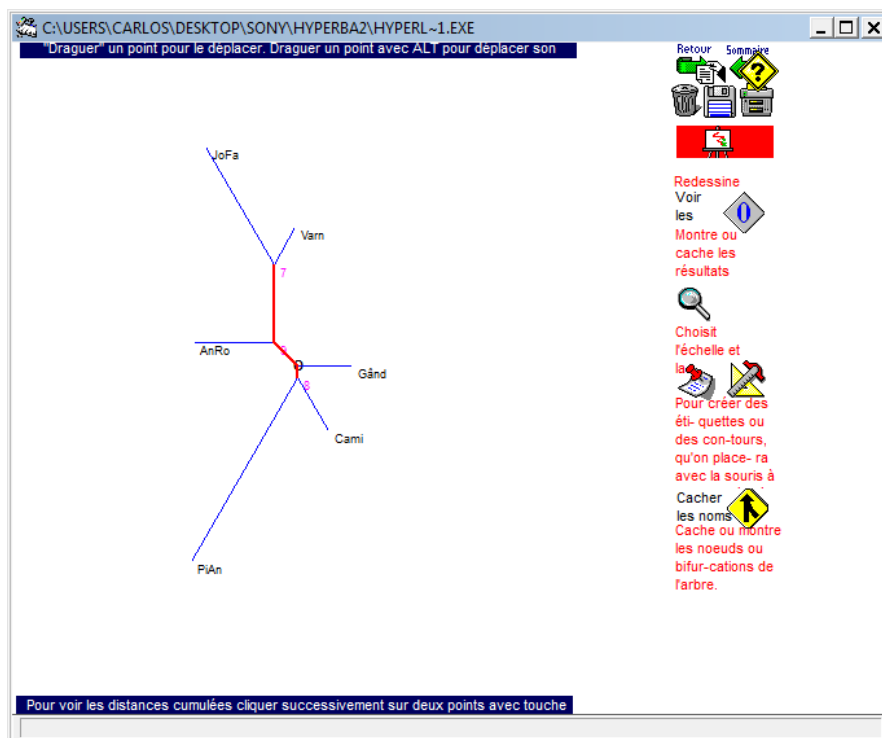 C:\USERS\CARLOS\DESKTOP\SONY\HYPERBA2\HYPERL~1.EXE
"Draguer" un point pour le déplacer. Draguer un point avec ALT pour déplacer son
Retour Sommaire
JoFa
Varn
7
AnRo
9
Gånd
8
Cami
PiAn
Redessine
Voir
les
0
Montre ou
cache les
résultats
Choisit
l'échelle et
la
Pour créer des
éti- quettes ou
des con-tours,
qu'on place- ra
avec la souris à
Cacher
les noms
Cache ou montre
les noeuds ou
bifur-cations de
l'arbre.
Pour voir les distances cumulées cliquer successivement sur deux points avec touche